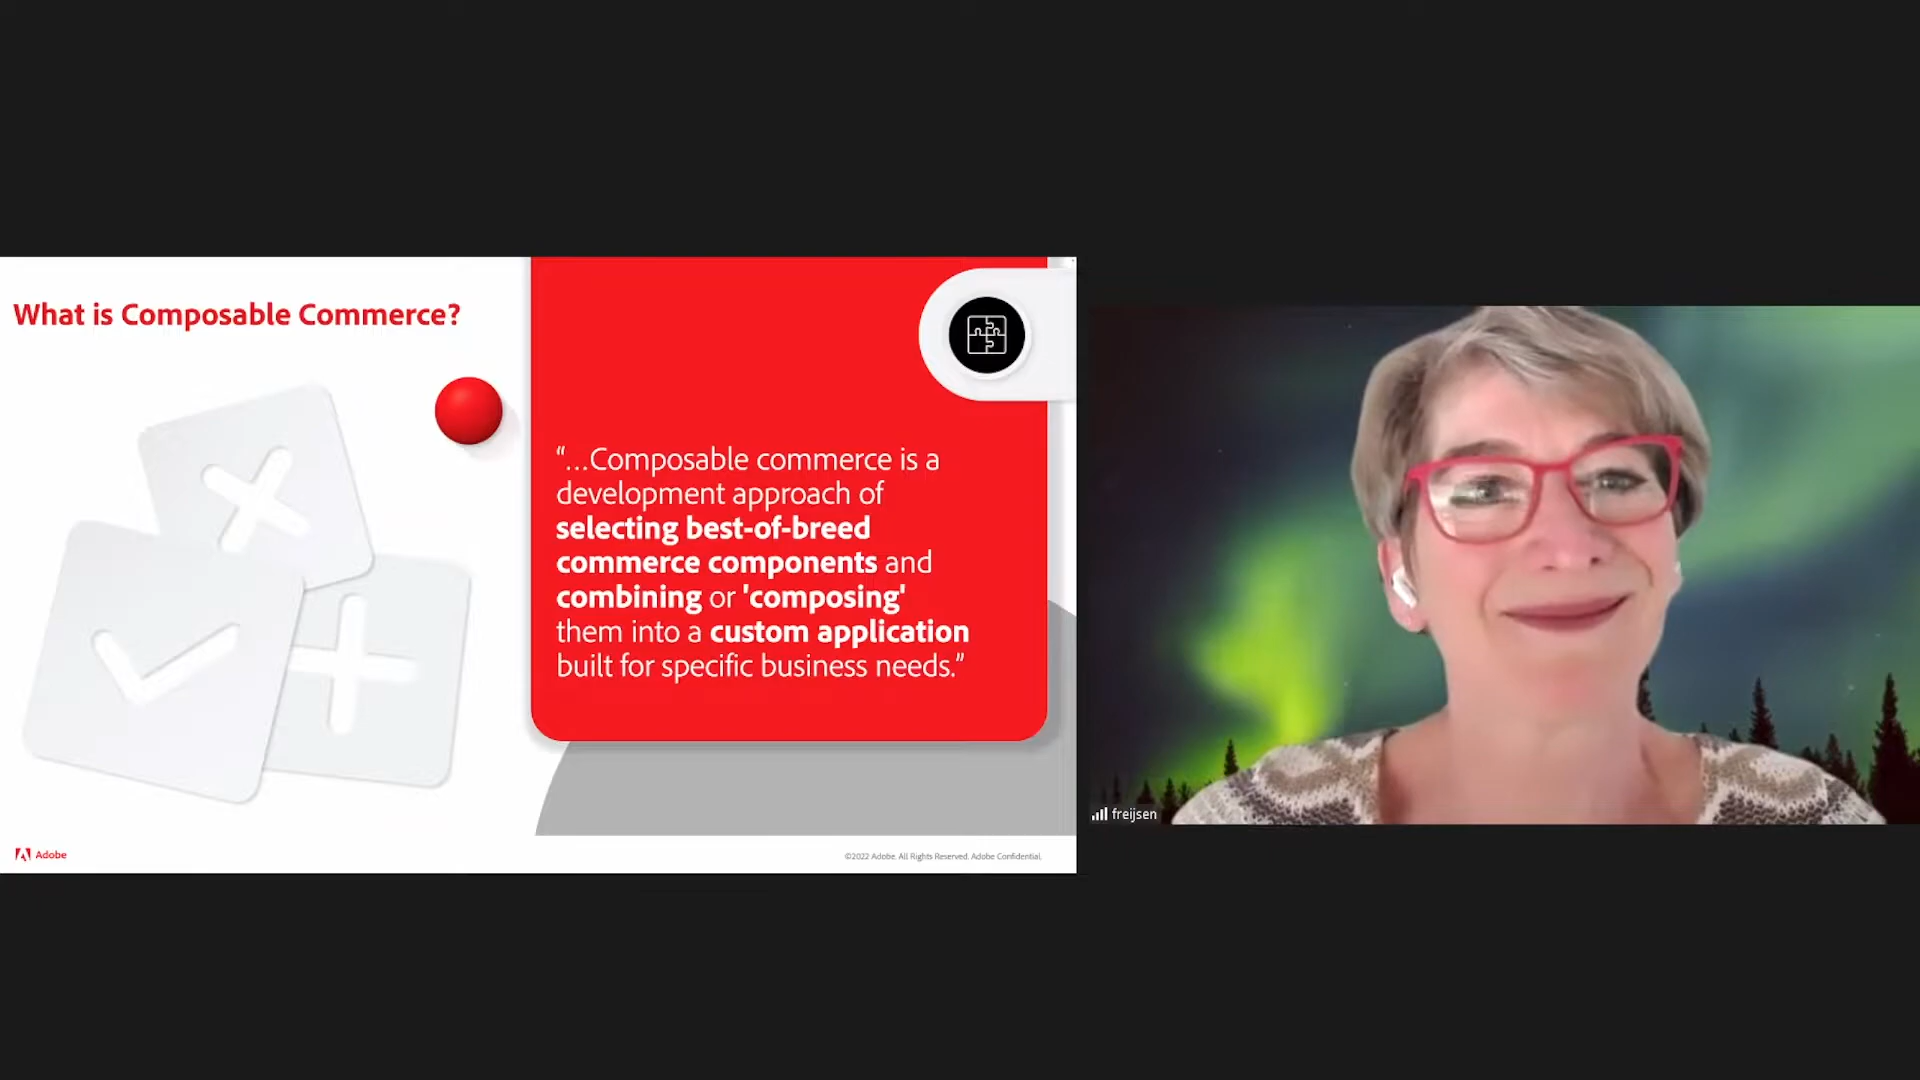 What is Composable Commerce?
“...Composable commerce is a
development approach of
selecting best-of-breed
commerce components and
combining or 'composing'
them into a custom application
built for specific business needs.”
Adobe
©2022 Adobe. All Rights Reserved. Adobe Confidential.
freijsen